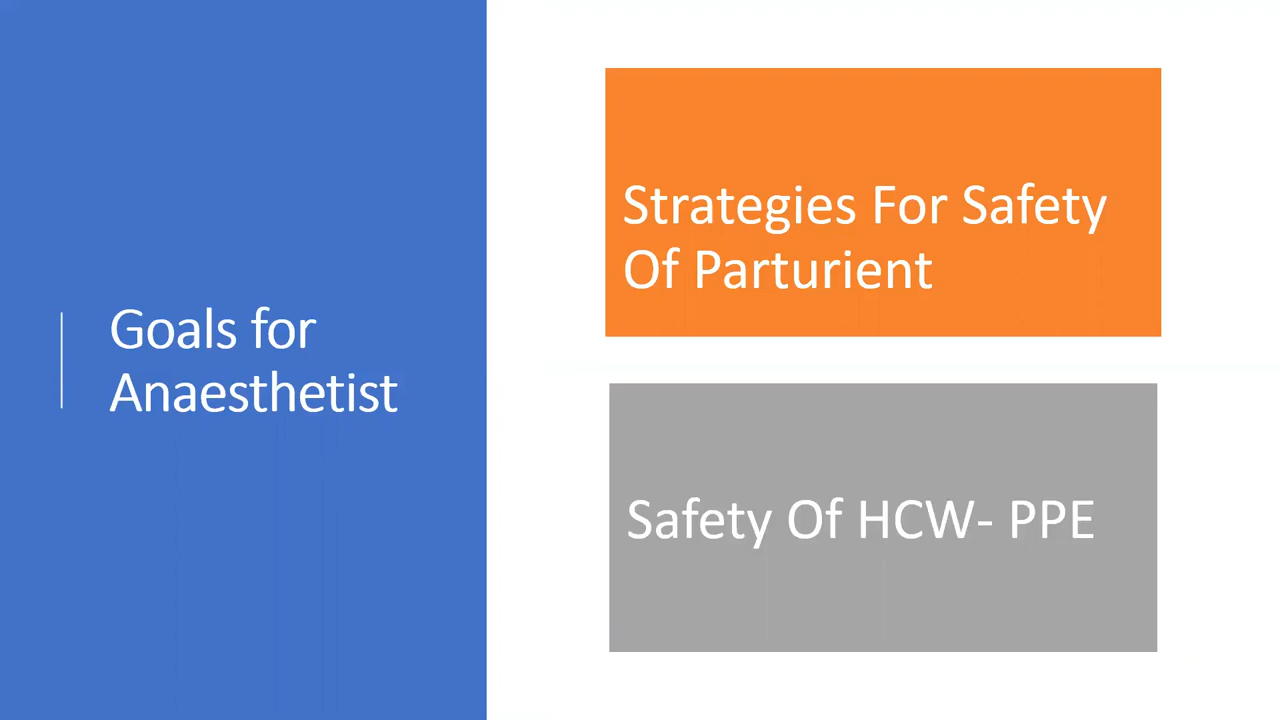 Goals for
Anaesthetist
Strategies For Safety
Of Parturient
Safety Of HCW- PPE